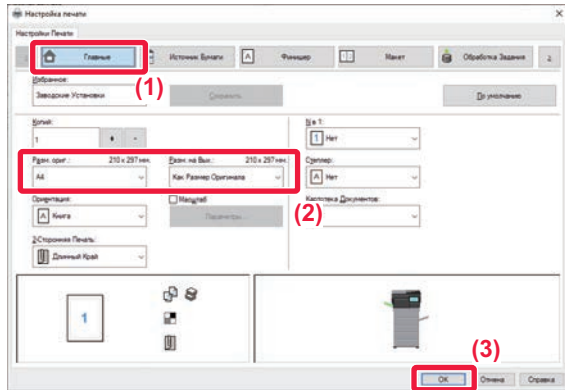 Настройка печати
Настройки Печати
Главные
Источник Бумаги
Финишер
Макет
Обработка Задания
(1)
Избранное:
Заводские Установки
Сохранить
По умолчанию
Копий:
1
Размн. ориг.: 210 x 297 мм.
A4
Разм. на Вых.: 210 x 297 мм.
Как Размер Оригинала
(2)
N в 1:
Нет
Степлер:
Нет
Ориентация:
Книга
Масштаб
Параметры...
Картотека Документов:
2-Сторонняя Печать:
Длинный Край
1
(3)
OK
Отмена
Справка